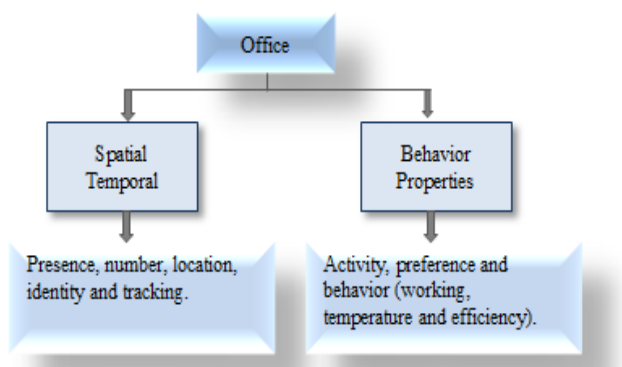 Office
Spatial
Temporal
Behavior
Properties
Presence, number, location,
identity and tracking.
Activity, preference and
behavior (working,
temperature and efficiency).